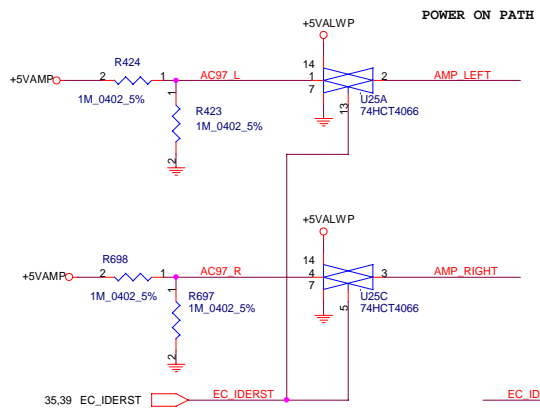 POWER ON PATH
+5VALWP
R424
+5VAMP 2 1 AC97_L 14 1 7 2 AMP_LEFT
1M_0402_5%
1 R423
1M_0402_5%
2
13 U25A
74HCT4066
+5VALWP
R698
+5VAMP 2 1 AC97_R 14 4 7 3 AMP_RIGHT
1M_0402_5%
1 R697
1M_0402_5%
2
5 U25C
74HCT4066
35,39 EC_IDERST EC_IDERST EC_ID